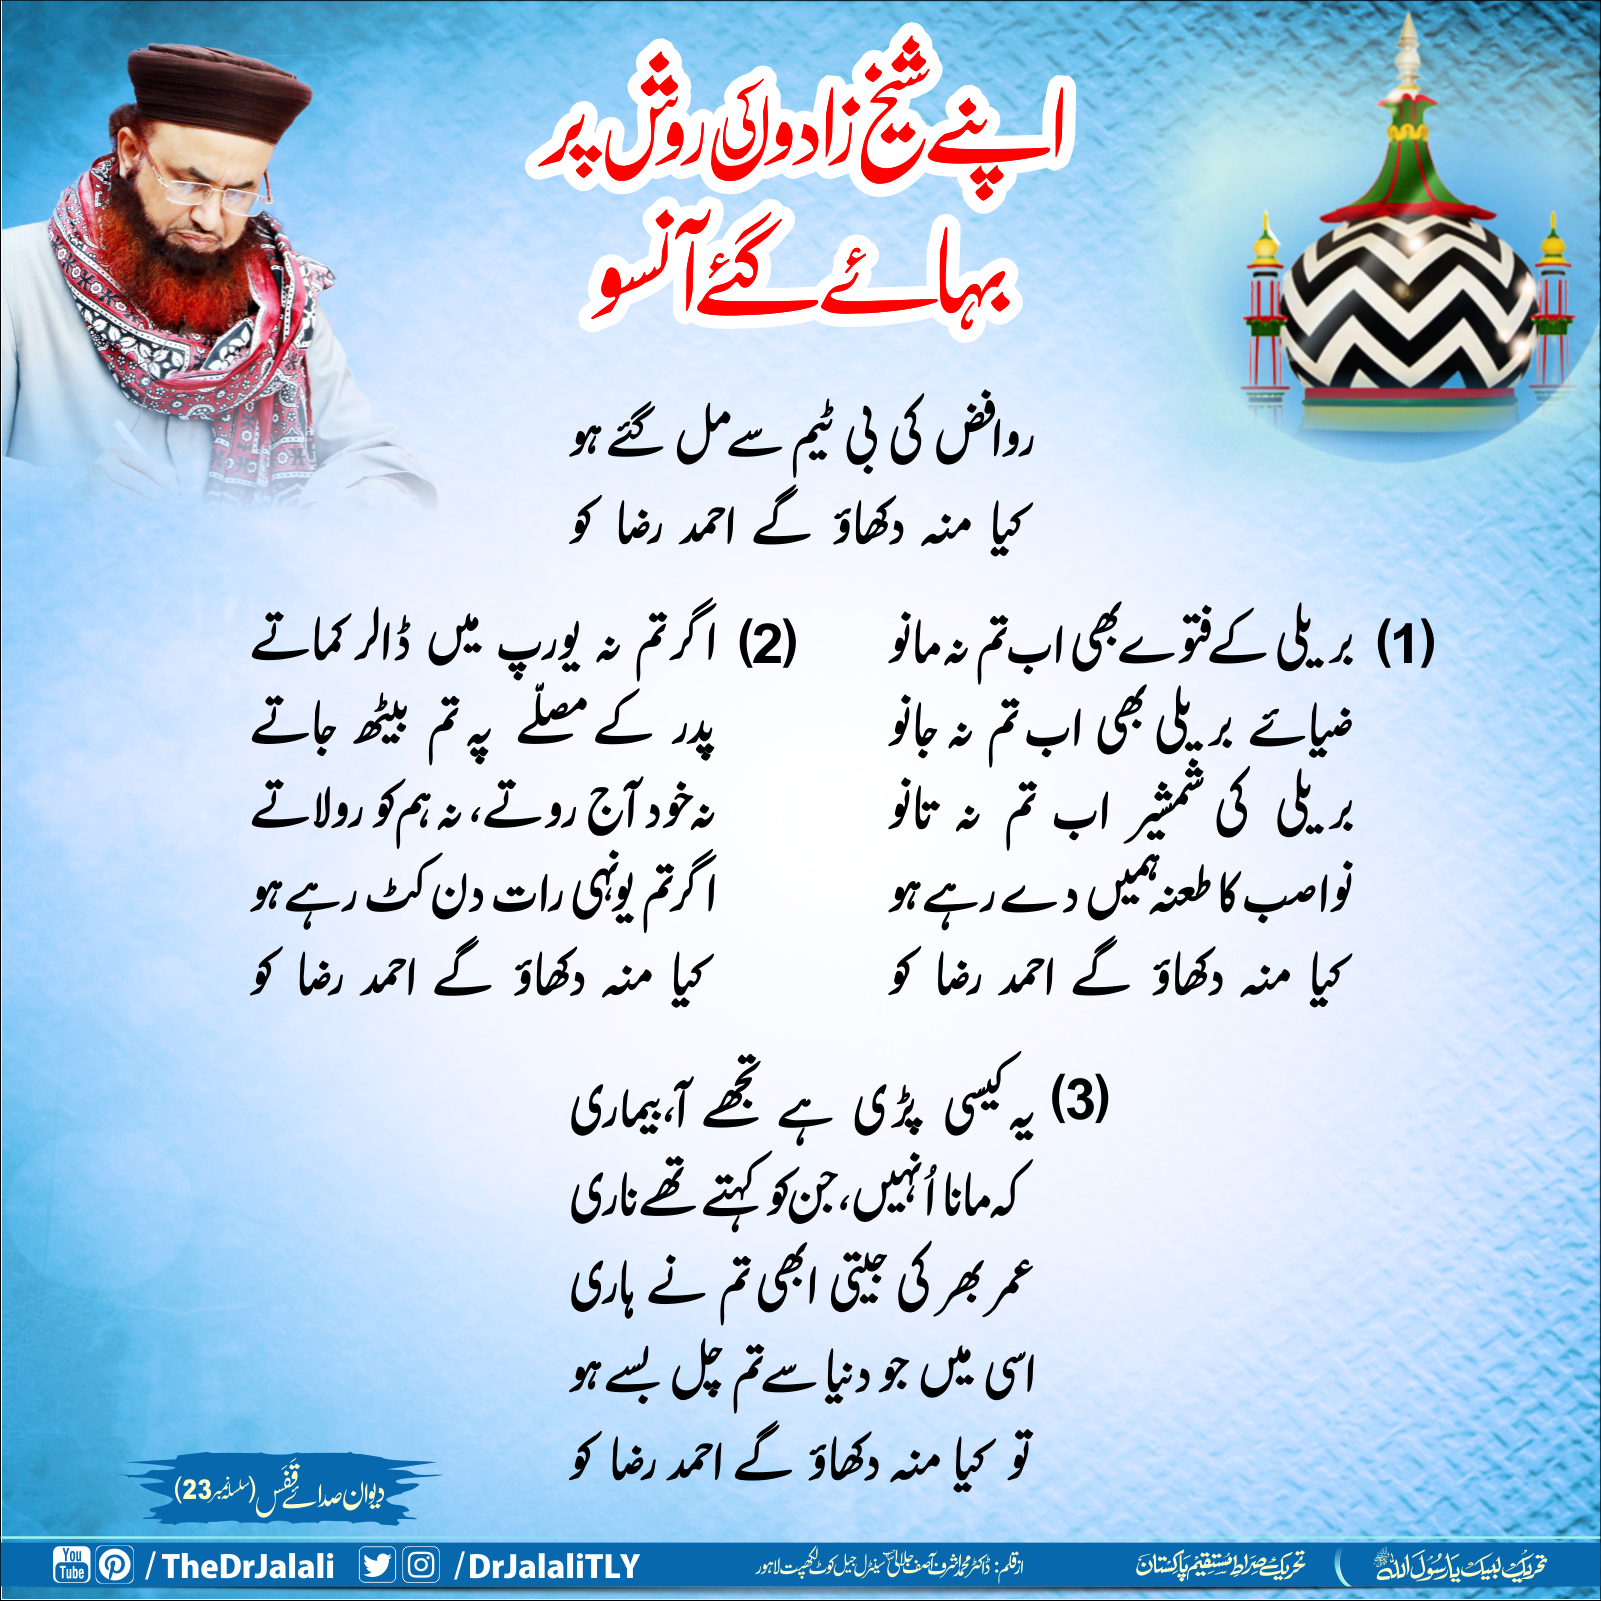 اپنے شیخ زادوں کی روش پر
بہائے گئے آنسو
روافض کی بی ٹیم سے مل گئے ہو
کیا منہ دکھاؤ گے احمد رضا کو
(1) بریلی کے فتوے بھی اب تم نہ مانو
ضیائے بریلی بھی اب تم نہ جانو
بریلی کی شمشیر اب تم نہ تانو
نواصب کا طعنہ ہمیں دے رہے ہو
کیا منہ دکھاؤ گے احمد رضا کو
(2) اگر تم نہ یورپ میں ڈالر کماتے
پدر کے مصلّے پہ تم بیٹھ جاتے
نہ خود آج روتے، نہ ہم کو رولاتے
اگر تم یونہی رات دن کٹ رہے ہو
کیا منہ دکھاؤ گے احمد رضا کو
(3) یہ کیسی پڑی ہے تجھے آ، بیماری
کہ مانا اُنہیں، جن کو کہتے تھے ناری
عمر بھر کی جیتی ابھی تم نے ہاری
اسی میں جو دنیا سے تم چل بسے ہو
تو کیا منہ دکھاؤ گے احمد رضا کو
دیوان صدائے قَفَس (سلسلہ نمبر 23)
You Tube /TheDrJalali /DrJalaliTLY
ازقلم: ڈاکٹر محمد اشرف آصف جلالی سینٹرل جیل کوٹ لکھپت لاہور
تحریک صراط مستقیم پاکستان
تحریک لبیک یارسول اللہ ﷺ